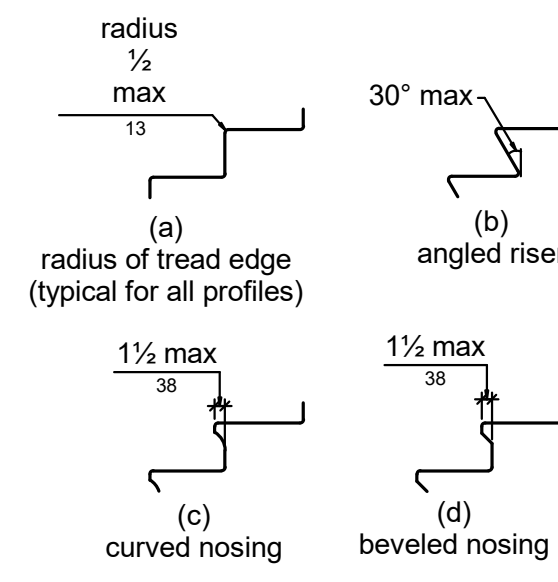 radius
½
max
13
(a)
radius of tread edge
(typical for all profiles)
30° max
(b)
angled riser
1½ max
38
(c)
curved nosing
1½ max
38
(d)
beveled nosing